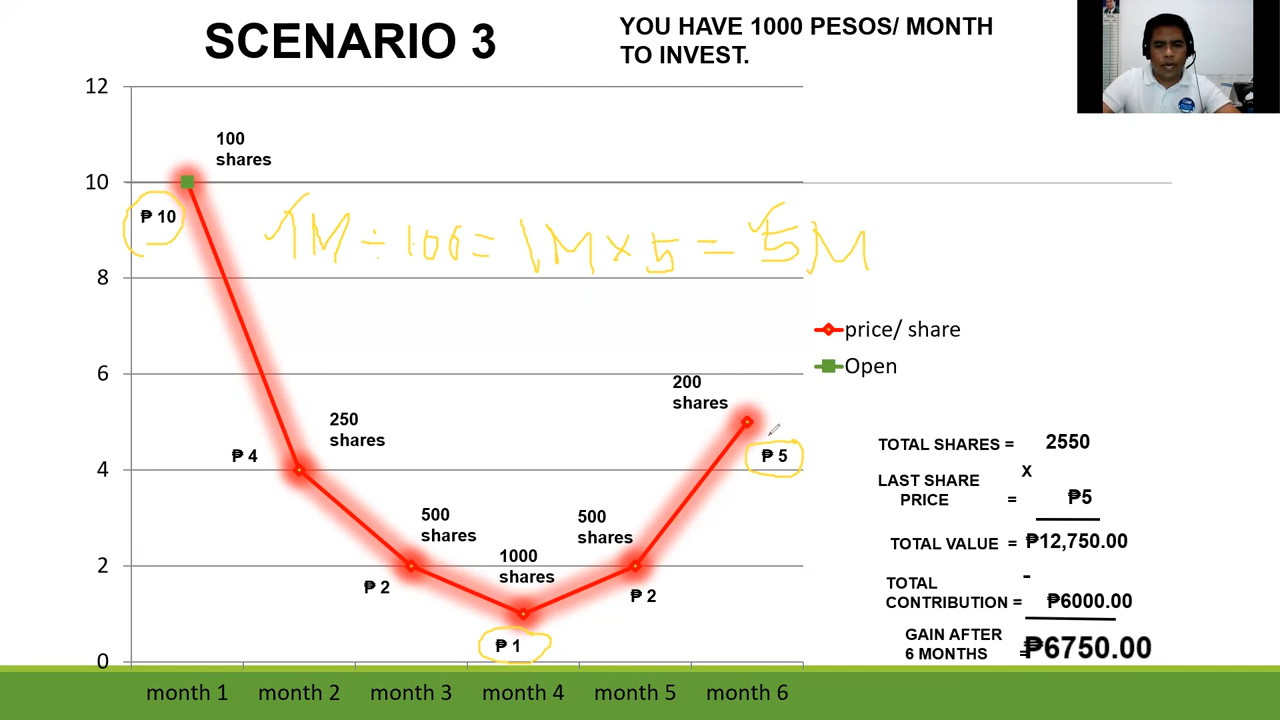 SCENARIO 3
YOU HAVE 1000 PESOS/ MONTH
TO INVEST.
12
10
8
6
4
2
0
100
shares
₱ 10
1M ÷ 100 = 1M × 5 = 5M
250
shares
₱ 4
500
shares
₱ 2
1000
shares
₱ 1
500
shares
₱ 2
200
shares
₱ 5
price/ share
Open
TOTAL SHARES = 2550
X
LAST SHARE
PRICE = ₱5
TOTAL VALUE = ₱12,750.00
-
TOTAL
CONTRIBUTION = ₱6000.00
GAIN AFTER
6 MONTHS = ₱6750.00
month 1 month 2 month 3 month 4 month 5 month 6